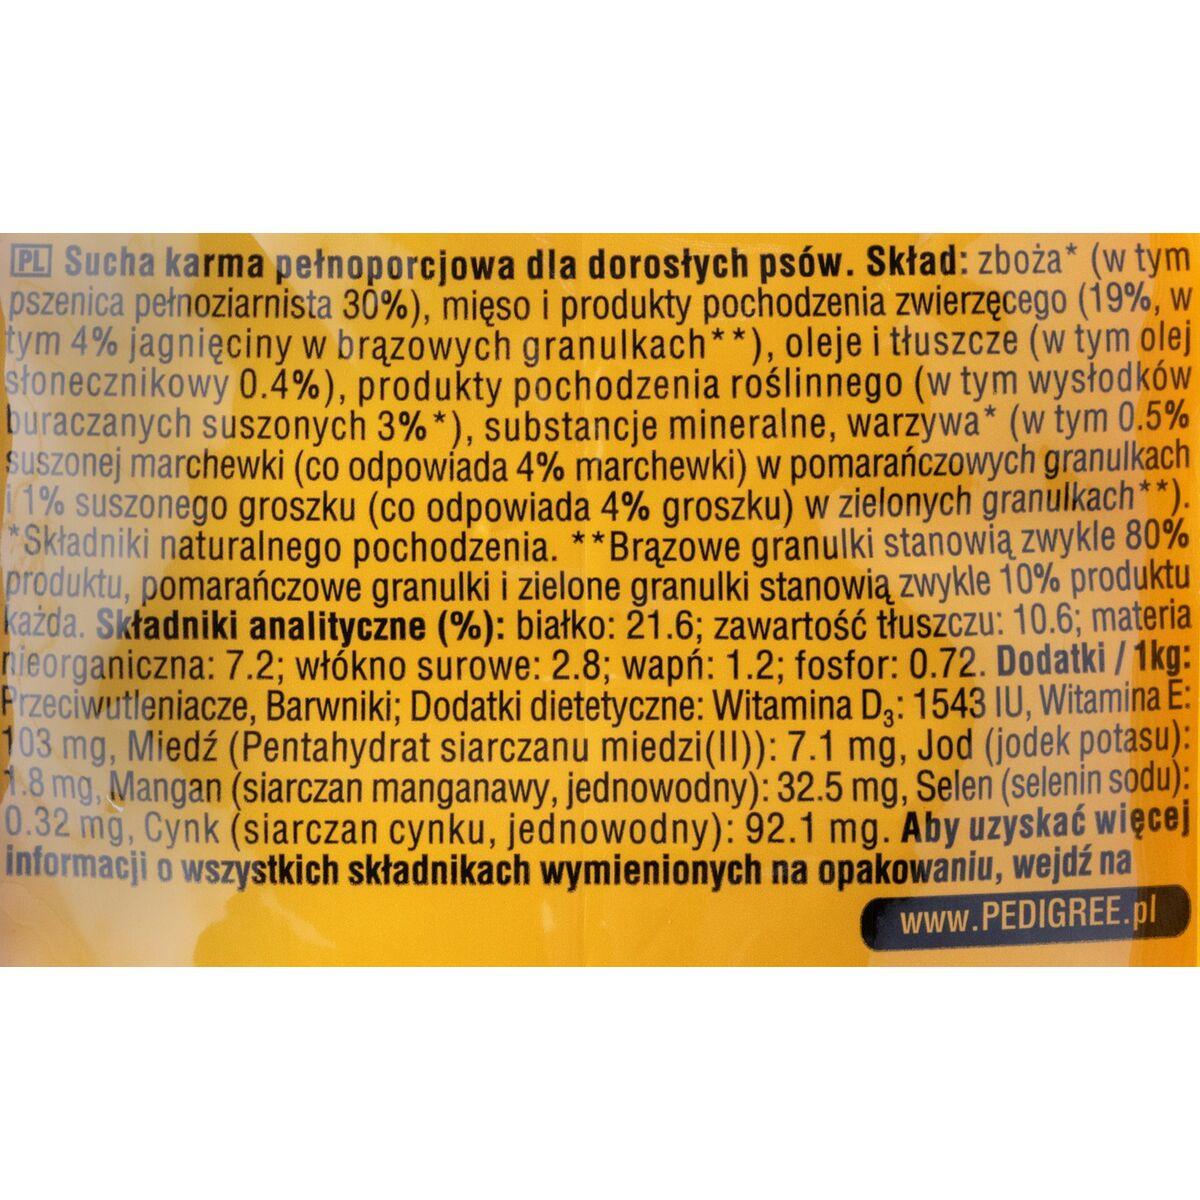 PL Sucha karma pełnoporcjowa dla dorosłych psów. Skład: zboża* (w tym
pszenica pełnoziarnista 30%), mięso i produkty pochodzenia zwierzęcego (19%, w
tym 4% jagnięciny w brązowych granulkach**), oleje i tłuszcze (w tym olej
słonecznikowy 0.4%), produkty pochodzenia roślinnego (w tym wysłodków
buraczanych suszonych 3%*), substancje mineralne, warzywa* (w tym 0.5%
suszonej marchewki (co odpowiada 4% marchewki) w pomarańczowych granulkach
i 1% suszonego groszku (co odpowiada 4% groszku) w zielonych granulkach**).
*Składniki naturalnego pochodzenia. **Brązowe granulki stanowią zwykle 80%
produktu, pomarańczowe granulki i zielone granulki stanowią zwykle 10% produktu
każda. Składniki analityczne (%): białko: 21.6; zawartość tłuszczu: 10.6; materia
nieorganiczna: 7.2; włókno surowe: 2.8; wapń: 1.2; fosfor: 0.72. Dodatki / 1kg:
Przeciwutleniacze, Barwniki; Dodatki dietetyczne: Witamina D₃: 1543 IU, Witamina E:
103 mg, Miedź (Pentahydrat siarczanu miedzi(II)): 7.1 mg, Jod (jodek potasu):
1.8 mg, Mangan (siarczan manganawy, jednowodny): 32.5 mg, Selen (selenin sodu):
0.32 mg, Cynk (siarczan cynku, jednowodny): 92.1 mg. Aby uzyskać więcej
informacji o wszystkich składnikach wymienionych na opakowaniu, wejdź na
www.PEDIGREE.pl